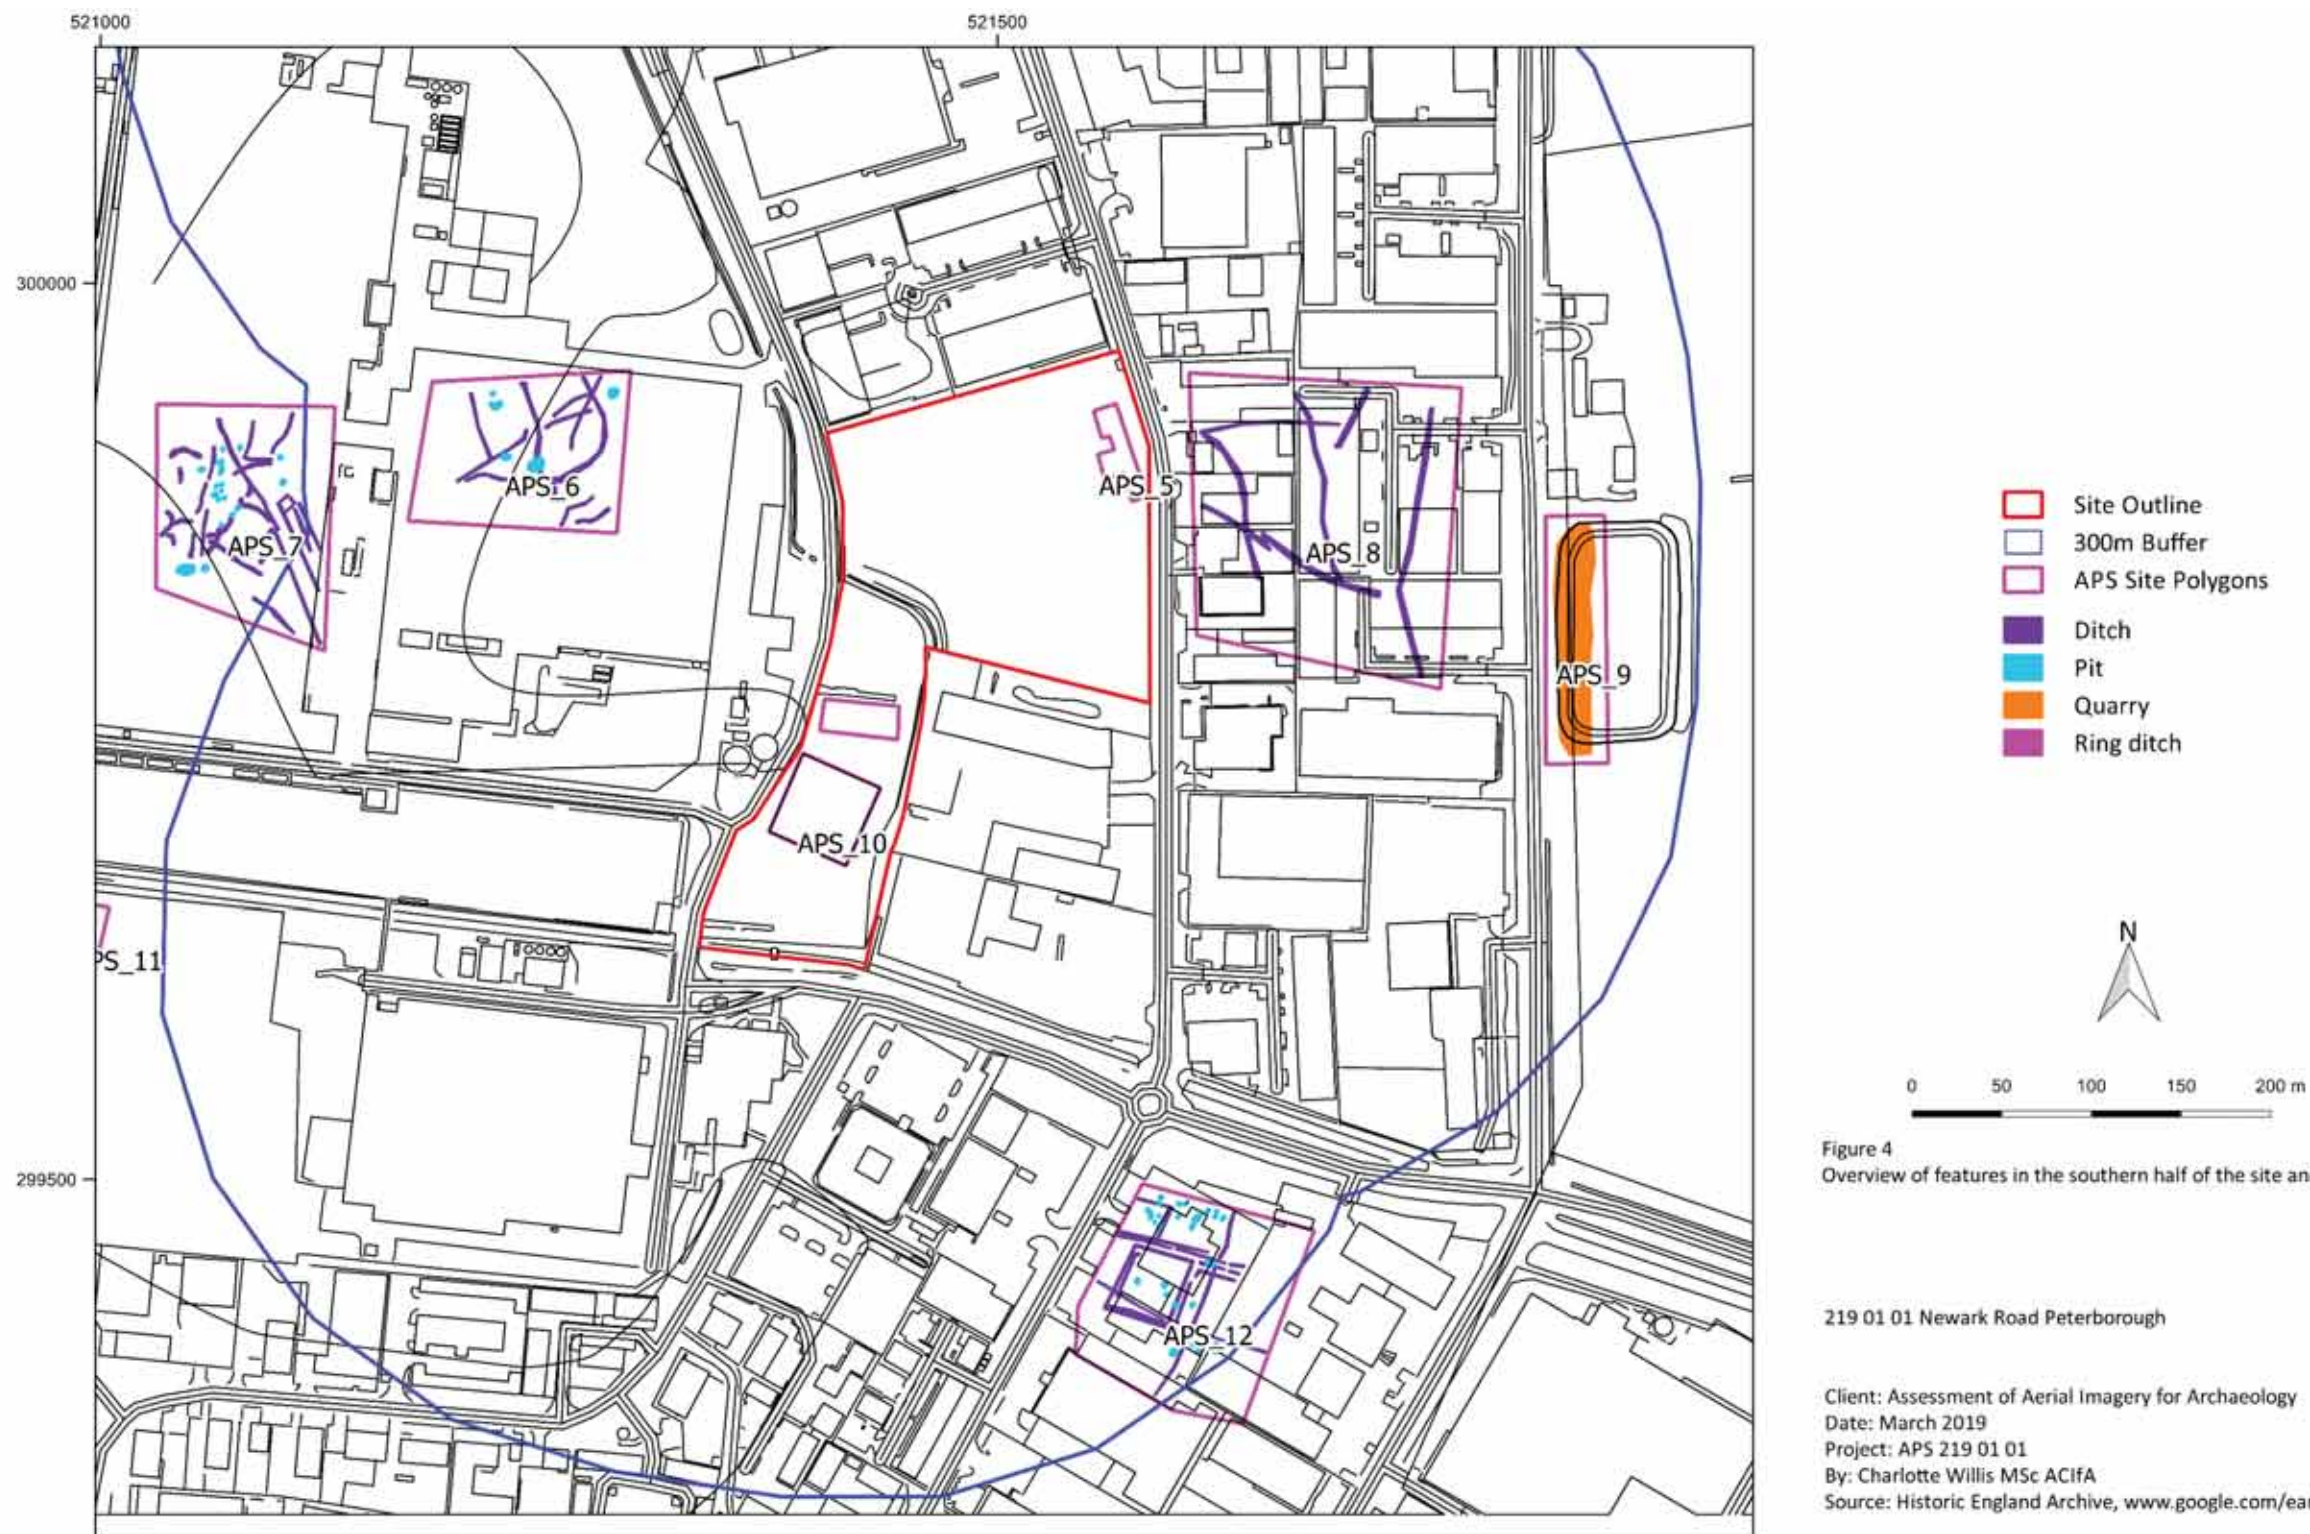 521000
521500
300000
299500
APS_5
APS_6
APS_7
APS_8
APS_9
APS_10
PS_11
APS_12
Site Outline
300m Buffer
APS Site Polygons
Ditch
Pit
Quarry
Ring ditch
N
0 50 100 150 200 m
Figure 4
Overview of features in the southern half of the site an
219 01 01 Newark Road Peterborough
Client: Assessment of Aerial Imagery for Archaeology
Date: March 2019
Project: APS 219 01 01
By: Charlotte Willis MSc ACIfA
Source: Historic England Archive, www.google.com/ear